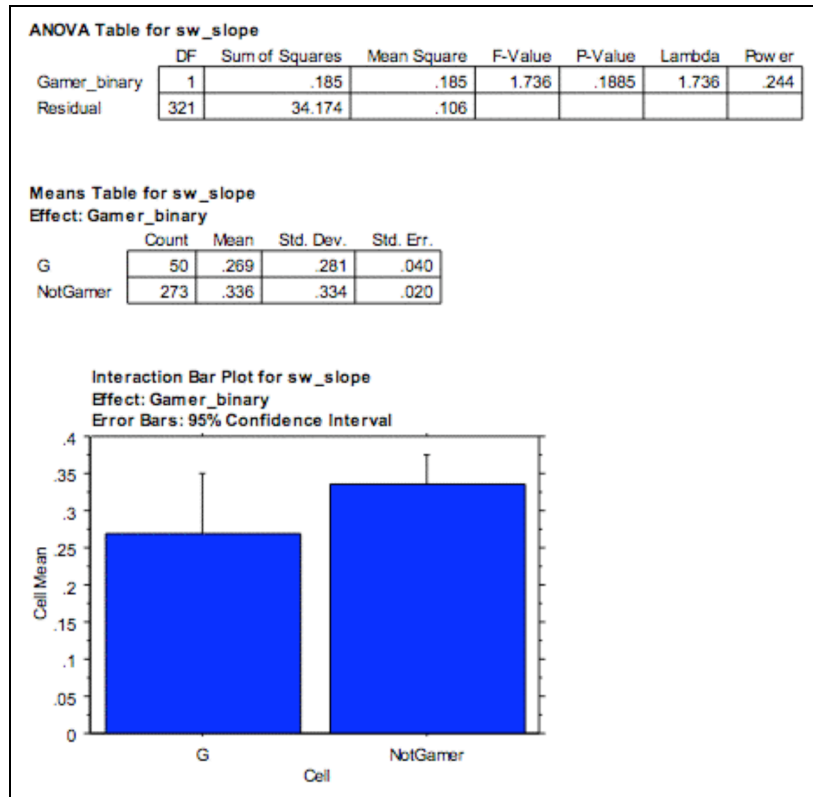 ANOVA Table for sw_slope
DF Sum of Squares Mean Square F-Value P-Value Lambda Power
Gamer_binary 1 .185 .185 1.736 .1885 1.736 .244
Residual 321 34.174 .106
Means Table for sw_slope
Effect: Gamer_binary
Count Mean Std. Dev. Std. Err.
G 50 .269 .281 .040
NotGamer 273 .336 .334 .020
Interaction Bar Plot for sw_slope
Effect: Gamer_binary
Error Bars: 95% Confidence Interval
.4
.35
.3
.25
.2
.15
.1
.05
0
Cell Mean
G NotGamer
Cell